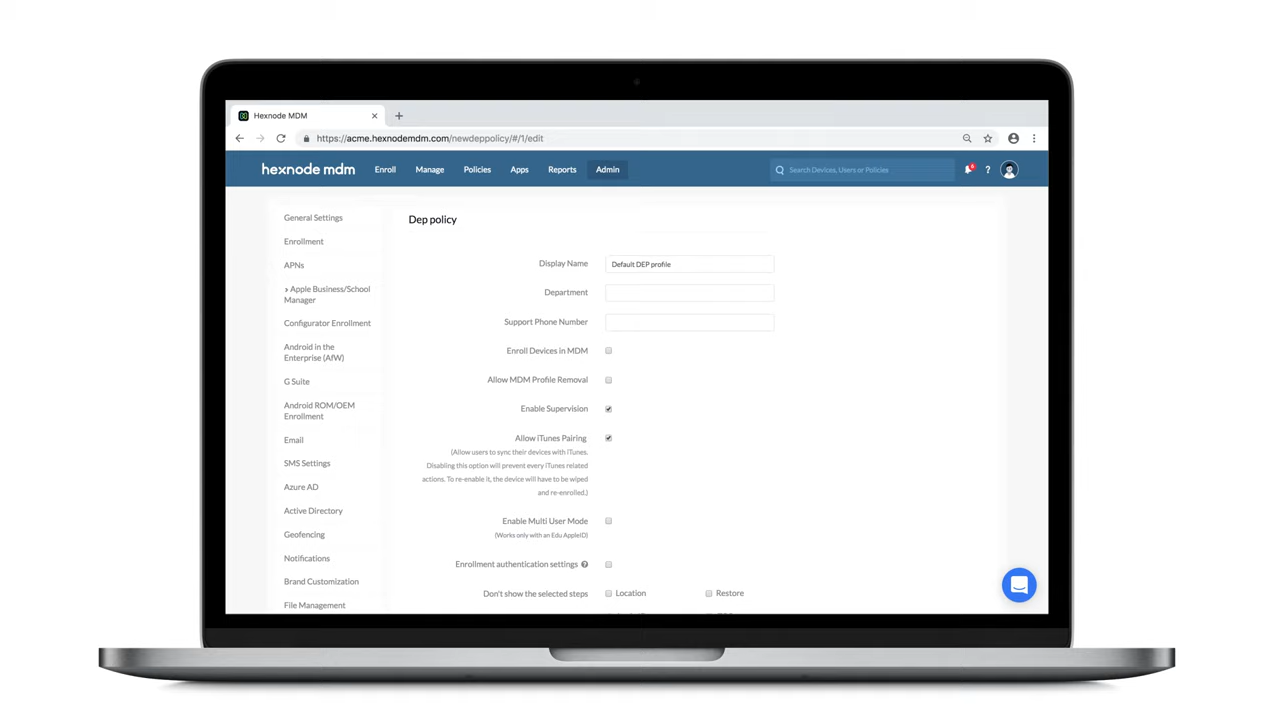 Hexnode MDM
https://acme.hexnodemdm.com/newdeppolicy/#/1/edit
hexnode mdm Enroll Manage Policies Apps Reports Admin Search Devices, Users or Policies ?
General Settings
Enrollment
APNs
Apple Business/School
Manager
Configurator Enrollment
Android in the
Enterprise (AfW)
G Suite
Android ROM/OEM
Enrollment
Email
SMS Settings
Azure AD
Active Directory
Geofencing
Notifications
Brand Customization
File Management
Dep policy
Display Name Default DEP profile
Department
Support Phone Number
Enroll Devices in MDM
Allow MDM Profile Removal
Enable Supervision
Allow iTunes Pairing
(Allow users to sync their devices with iTunes.
Disabling this option will prevent every iTunes related
actions. To re-enable it, the device will have to be wiped
and re-enrolled.)
Enable Multi User Mode
(Works only with an Edu AppleID)
Enrollment authentication settings ?
Don't show the selected steps Location Restore